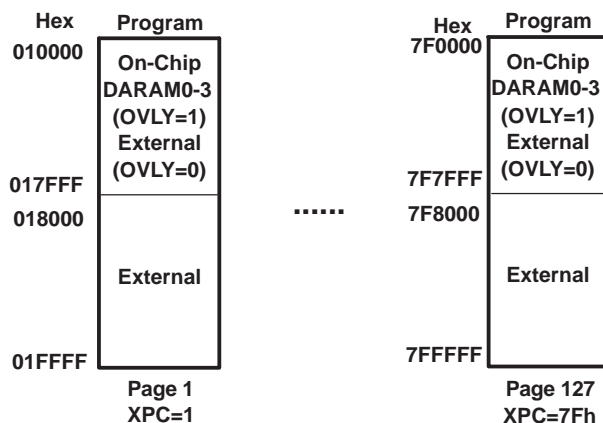 Hex Program
010000
On-Chip
DARAM0-3
(OVLY=1)
External
(OVLY=0)
017FFF
018000
External
01FFFF
Page 1
XPC=1
......
Hex Program
7F0000
On-Chip
DARAM0-3
(OVLY=1)
External
(OVLY=0)
7F7FFF
7F8000
External
7FFFFF
Page 127
XPC=7Fh